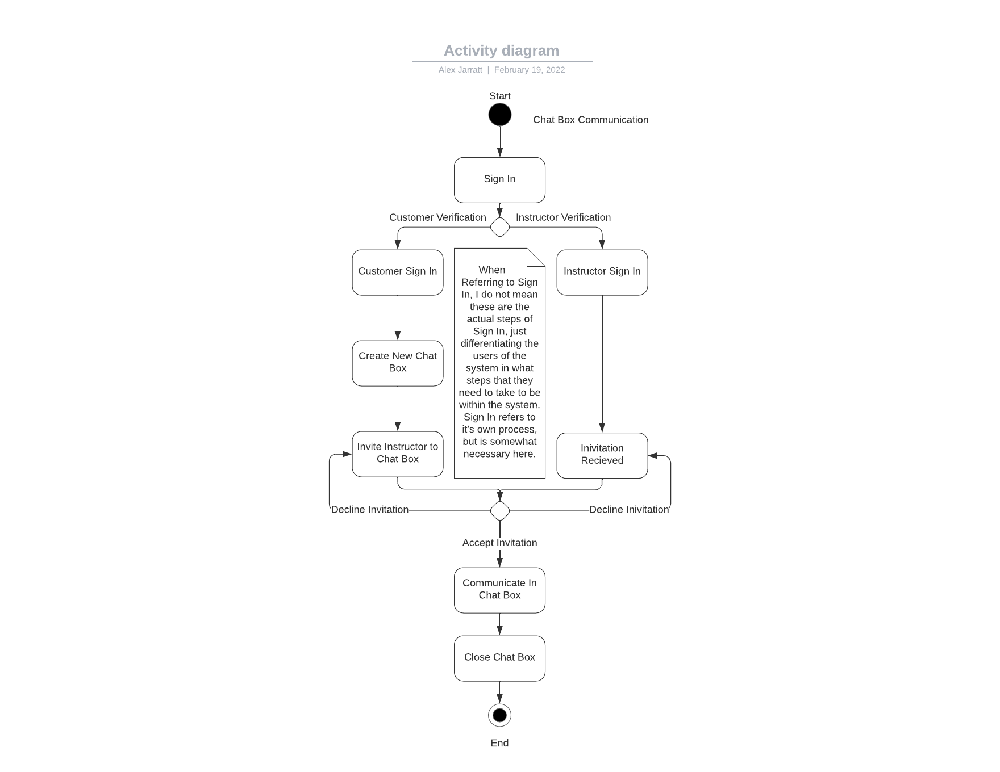 Activity diagram
Alex Jarratt | February 19, 2022
Start
Chat Box Communication
Sign In
Customer Verification
Instructor Verification
Customer Sign In
Instructor Sign In
When
Referring to Sign
In, I do not mean
these are the
actual steps of
Sign In, just
differentiating the
users of the
system in what
steps that they
need to take to be
within the system.
Sign In refers to
it's own process,
but is somewhat
necessary here.
Create New Chat
Box
Invite Instructor to
Chat Box
Inivitation
Recieved
Decline Invitation
Decline Inivitation
Accept Invitation
Communicate In
Chat Box
Close Chat Box
End